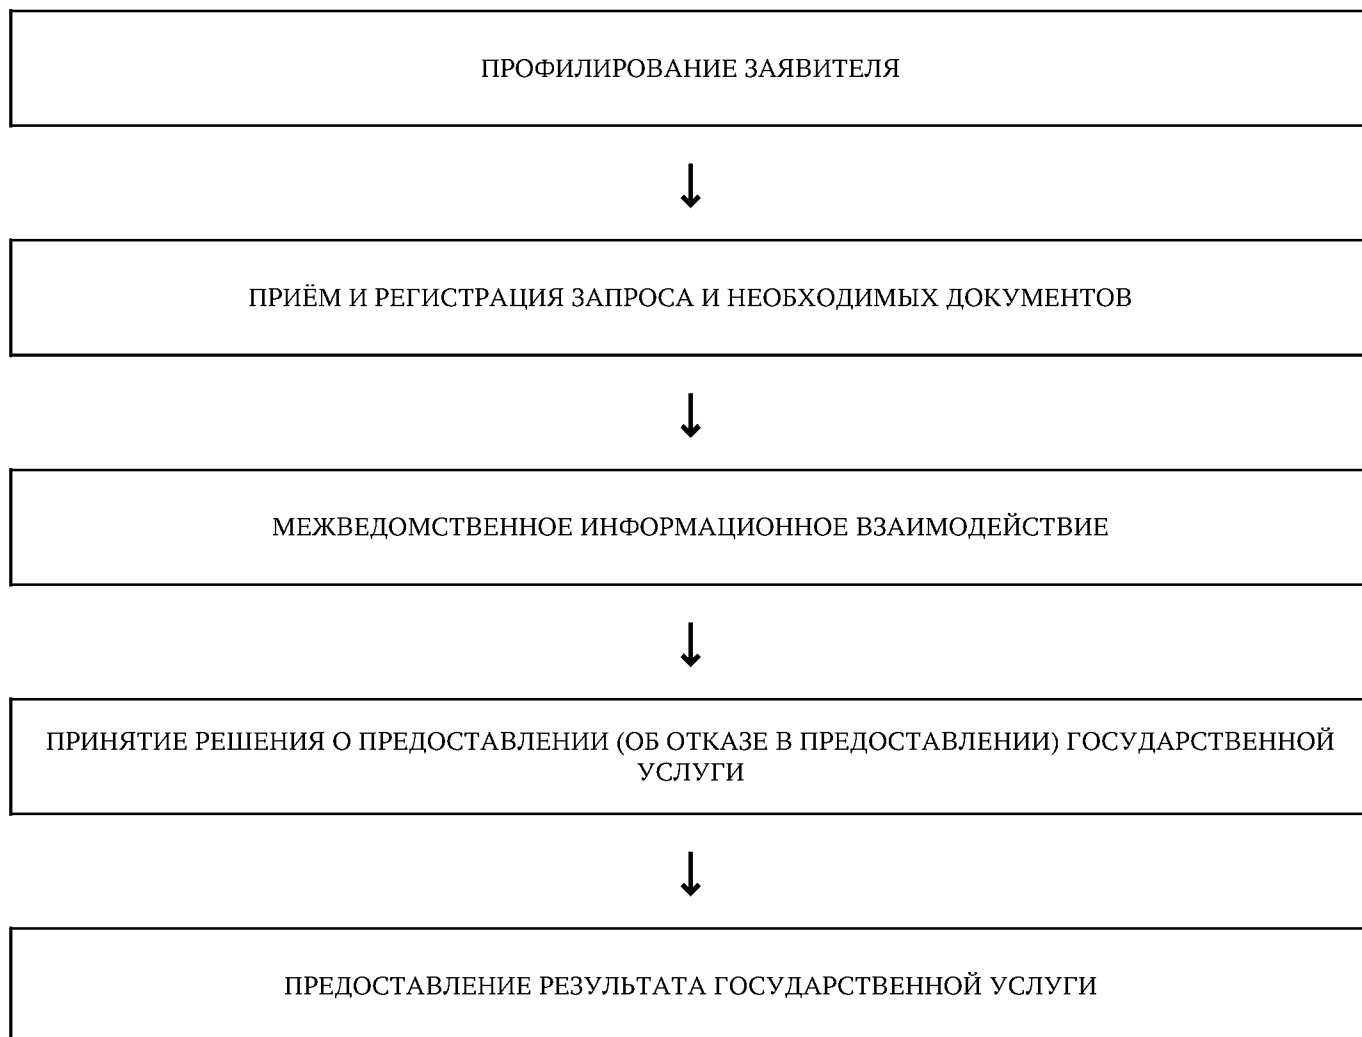 ПРОФИЛИРОВАНИЕ ЗАЯВИТЕЛЯ
ПРИЁМ И РЕГИСТРАЦИЯ ЗАПРОСА И НЕОБХОДИМЫХ ДОКУМЕНТОВ
МЕЖВЕДОМСТВЕННОЕ ИНФОРМАЦИОННОЕ ВЗАИМОДЕЙСТВИЕ
ПРИНЯТИЕ РЕШЕНИЯ О ПРЕДОСТАВЛЕНИИ (ОБ ОТКАЗЕ В ПРЕДОСТАВЛЕНИИ) ГОСУДАРСТВЕННОЙ
УСЛУГИ
ПРЕДОСТАВЛЕНИЕ РЕЗУЛЬТАТА ГОСУДАРСТВЕННОЙ УСЛУГИ